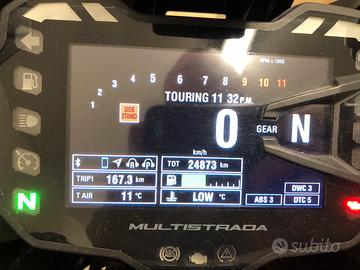 RPM × 1000
1 2 3 4 5 6 7 8 9 10 11
TOURING 11 32 P.M.
SIDE STAND
0
km/h
GEAR N
TOT 24873 km
TRIP1 167.3 km
T AIR 11 °C
LOW °C
DWC 3
ABS 3
DTC 5
N
MULTISTRADA
ABS
subito